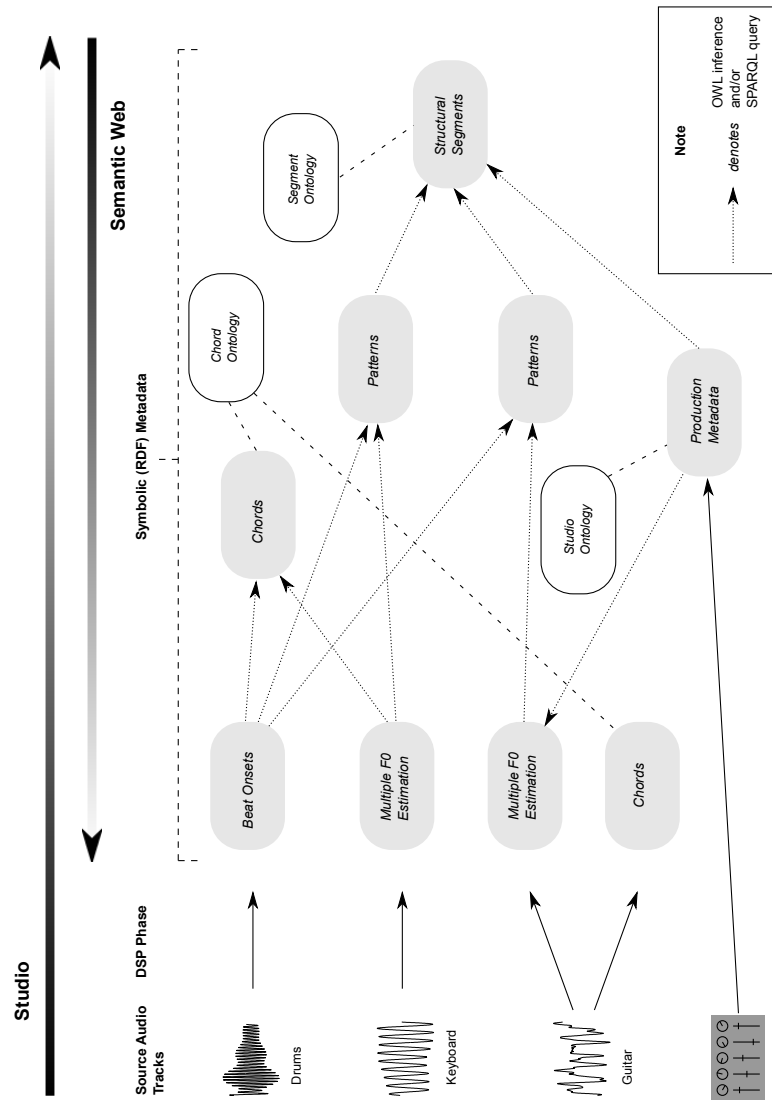 Studio
Semantic Web
Source Audio
Tracks
DSP Phase
Symbolic (RDF) Metadata
Drums
Beat Onsets
Chords
Chord
Ontology
Segment
Ontology
Keyboard
Multiple F0
Estimation
Patterns
Structural
Segments
Guitar
Multiple F0
Estimation
Patterns
Studio
Ontology
Chords
Production
Metadata
Note
denotes
OWL inference
and/or
SPARQL query